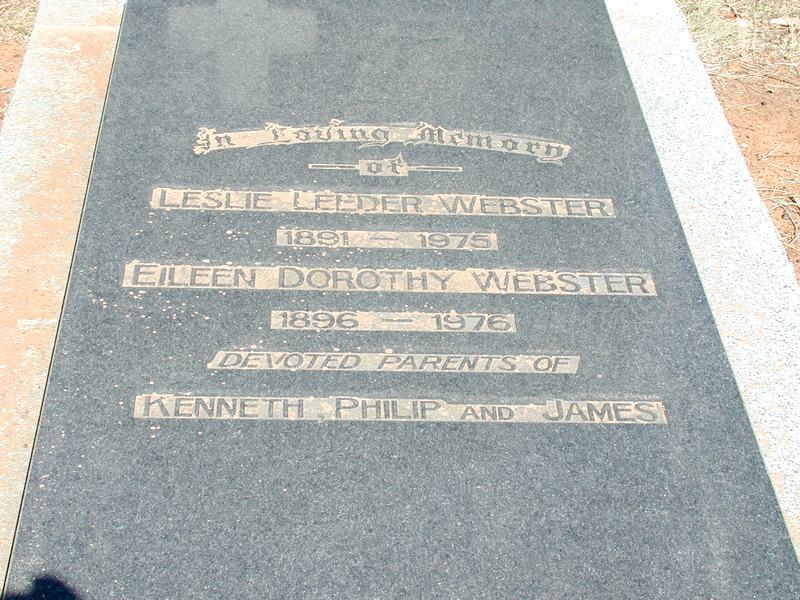 In Loving Memory
of
LESLIE LEEDER WEBSTER
1891 — 1975
EILEEN DOROTHY WEBSTER
1896 — 1976
DEVOTED PARENTS OF
KENNETH, PHILIP AND JAMES